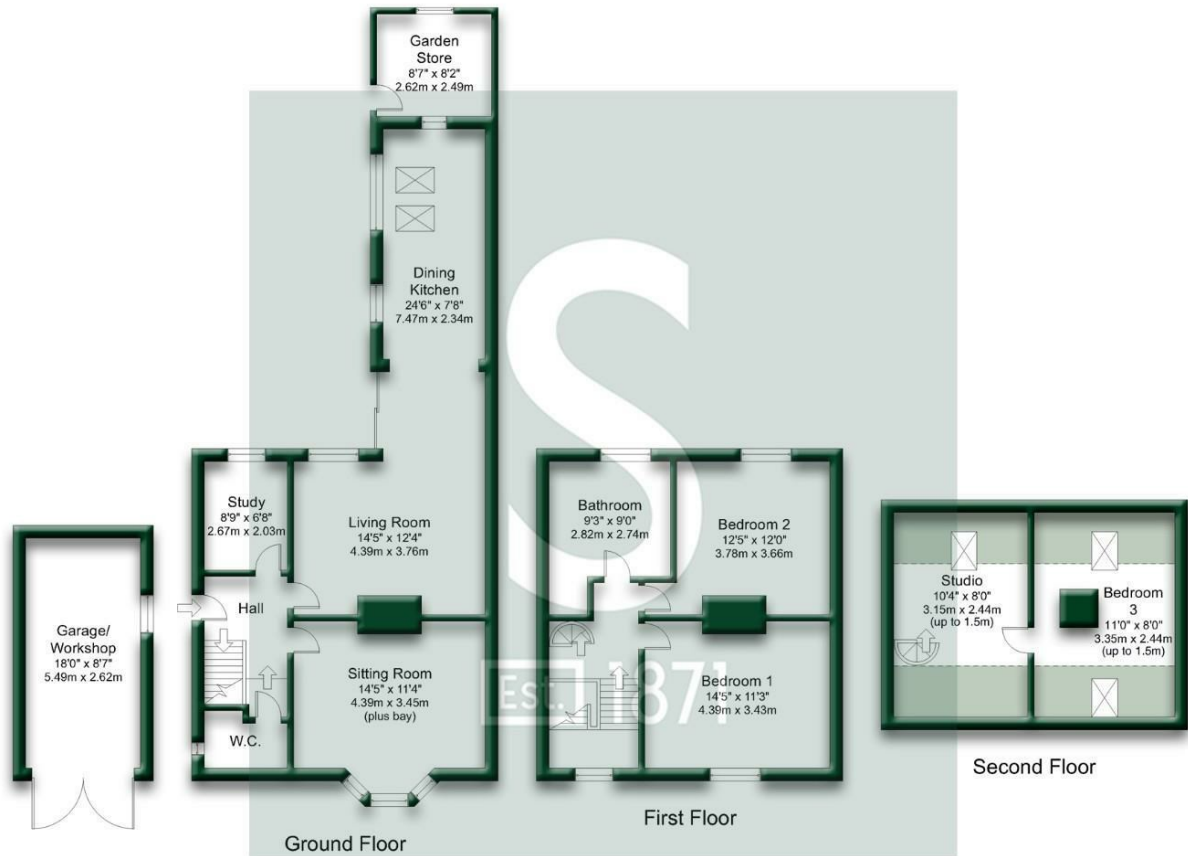 Garden
Store
8'7" x 8'2"
2.62m x 2.49m
Dining
Kitchen
24'6" x 7'8"
7.47m x 2.34m
Study
8'9" x 6'8"
2.67m x 2.03m
Living Room
14'5" x 12'4"
4.39m x 3.76m
Hall
Sitting Room
14'5" x 11'4"
4.39m x 3.45m
(plus bay)
W.C.
Garage/
Workshop
18'0" x 8'7"
5.49m x 2.62m
Ground Floor
Bathroom
9'3" x 9'0"
2.82m x 2.74m
Bedroom 2
12'5" x 12'0"
3.78m x 3.66m
Bedroom 1
14'5" x 11'3"
4.39m x 3.43m
First Floor
Studio
10'4" x 8'0"
3.15m x 2.44m
(up to 1.5m)
Bedroom
3
11'0" x 8'0"
3.35m x 2.44m
(up to 1.5m)
Second Floor
S
Est. 1871